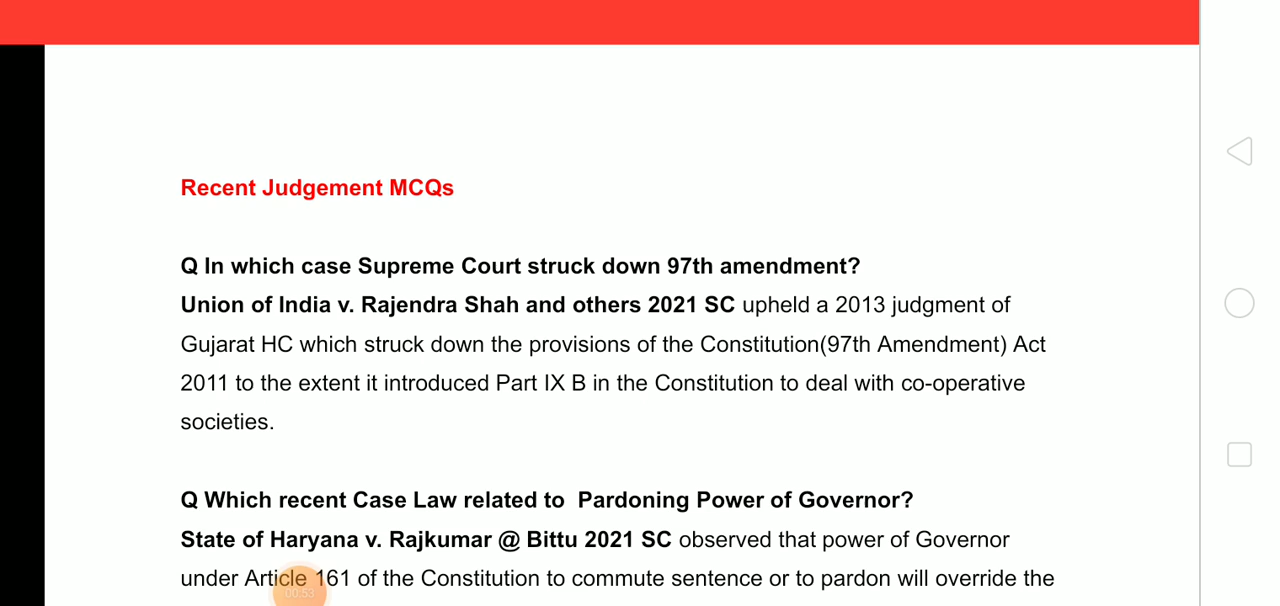 Recent Judgement MCQs
Q In which case Supreme Court struck down 97th amendment?
Union of India v. Rajendra Shah and others 2021 SC upheld a 2013 judgment of
Gujarat HC which struck down the provisions of the Constitution(97th Amendment) Act
2011 to the extent it introduced Part IX B in the Constitution to deal with co-operative
societies.
Q Which recent Case Law related to  Pardoning Power of Governor?
State of Haryana v. Rajkumar @ Bittu 2021 SC observed that power of Governor
under Article 161 of the Constitution to commute sentence or to pardon will override the
00:53